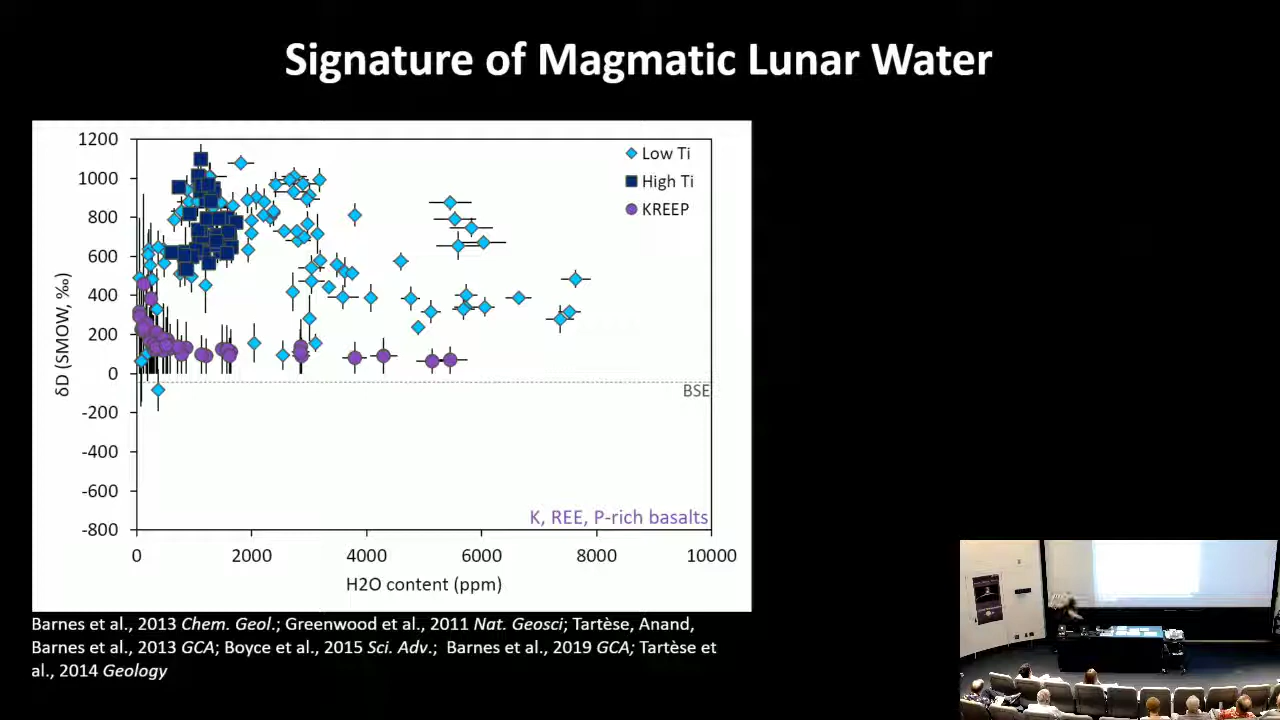 Signature of Magmatic Lunar Water
1200
1000
800
600
400
200
0
-200
-400
-600
-800
δD (SMOW, ‰)
Low Ti
High Ti
KREEP
BSE
K, REE, P-rich basalts
0 2000 4000 6000 8000 10000
H2O content (ppm)
Barnes et al., 2013 Chem. Geol.; Greenwood et al., 2011 Nat. Geosci; Tartèse, Anand,
Barnes et al., 2013 GCA; Boyce et al., 2015 Sci. Adv.; Barnes et al., 2019 GCA; Tartèse et
al., 2014 Geology